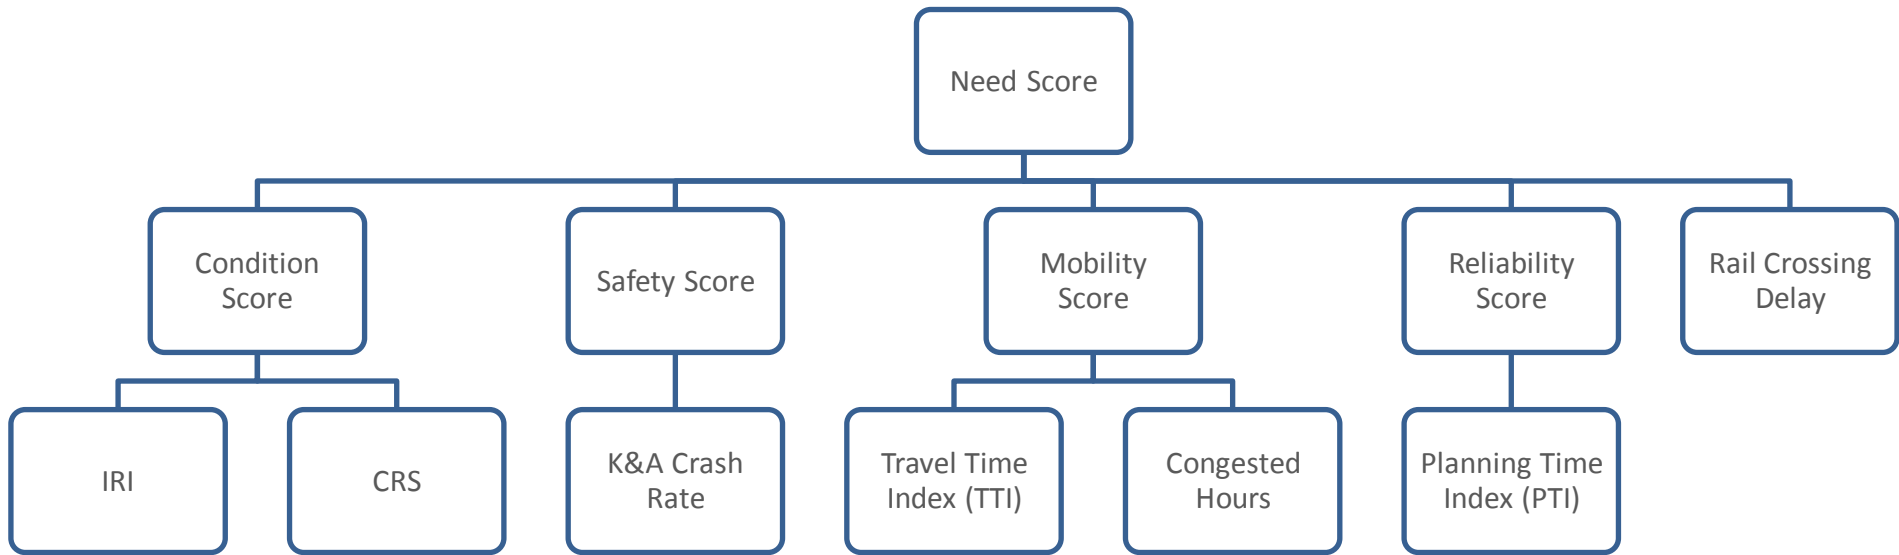 Need Score
Condition
Score
Safety Score
Mobility
Score
Reliability
Score
Rail Crossing
Delay
IRI
CRS
K&A Crash
Rate
Travel Time
Index (TTI)
Congested
Hours
Planning Time
Index (PTI)